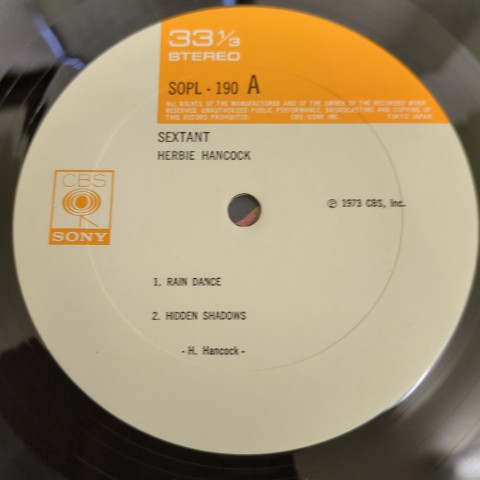 33 1/3
STEREO
SOPL - 190 A
ALL RIGHTS OF THE MANUFACTURER AND OF THE OWNER OF THE RECORDED WORK
RESERVED UNAUTHORIZED PUBLIC PERFORMANCE, BROADCASTING AND COPYING OF
THIS RECORD PROHIBITED. CBS/SONY INC. TOKYO JAPAN
SEXTANT
HERBIE HANCOCK
CBS
SONY
℗ 1973 CBS, Inc.
1. RAIN DANCE
2. HIDDEN SHADOWS
- H. Hancock -